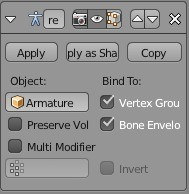 re
Apply ply as Sha Copy
Object: Bind To:
Armature Vertex Grou
Preserve Vol Bone Envelo
Multi Modifier
Invert